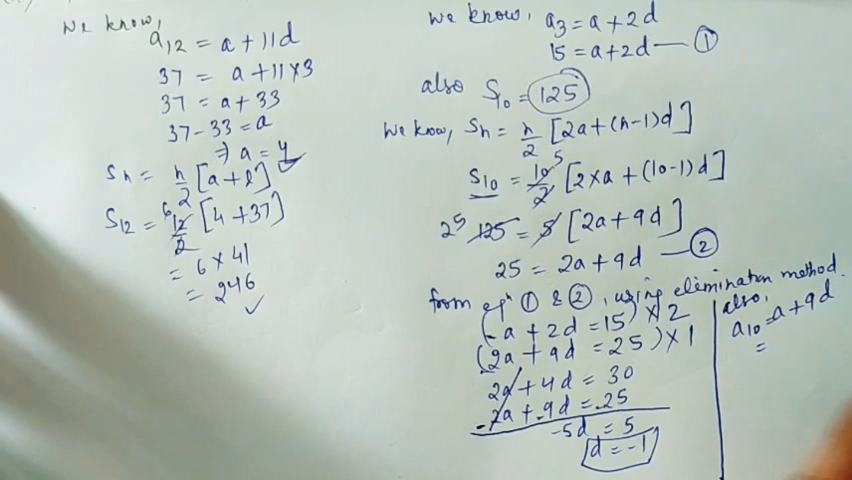 We know,
a12 = a + 11d
37 = a + 11×3
37 = a + 33
37 - 33 = a
⇒ a = 4
Sn = n/2 [a + l]
S12 = 12/2 [4 + 37]
= 6 × 41
= 246
We know, a3 = a + 2d
15 = a + 2d — ①
also S10 = 125
We know, Sn = n/2 [2a + (n-1)d]
S10 = 10/2 [2×a + (10-1)d]
25 125 = 5 [2a + 9d]
25 = 2a + 9d — ②
from eqn ① & ②, using elimination method.
(a + 2d = 15) × 2
(2a + 9d = 25) × 1
2a + 4d = 30
-2a + -9d = -25
-5d = 5
d = -1
also,
a10 = a + 9d
=